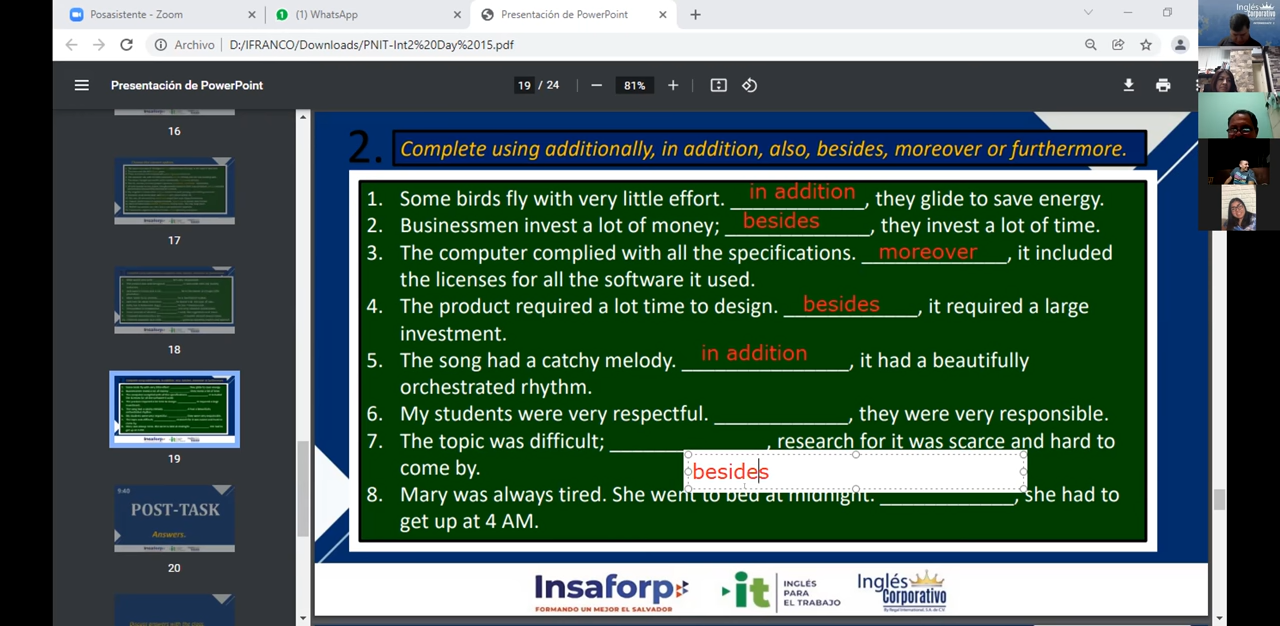 Posasistente - Zoom
(1) WhatsApp
Presentación de PowerPoint
Archivo D:/IFRANCO/Downloads/PNIT-Int2%20Day%2015.pdf
Presentación de PowerPoint
19 / 24
81%
16
17
18
19
9:40
POST-TASK
Answers.
20
2. Complete using additionally, in addition, also, besides, moreover or furthermore.
1. Some birds fly with very little effort. in addition, they glide to save energy.
2. Businessmen invest a lot of money; besides, they invest a lot of time.
3. The computer complied with all the specifications. moreover, it included
the licenses for all the software it used.
4. The product required a lot time to design. besides, it required a large
investment.
5. The song had a catchy melody. in addition, it had a beautifully
orchestrated rhythm.
6. My students were very respectful. ____________, they were very responsible.
7. The topic was difficult; ______________, research for it was scarce and hard to
come by.
besides
8. Mary was always tired. She went to bed at midnight. ____________, she had to
get up at 4 AM.
Insaforp
FORMANDO UN MEJOR EL SALVADOR
it
INGLÉS
PARA
EL TRABAJO
Inglés
Corporativo
Inglés
Corporativo